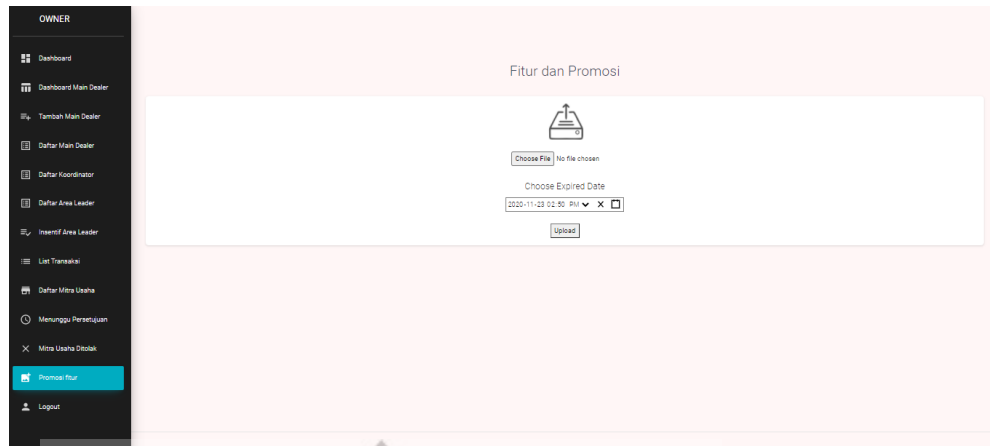 OWNER
Dashboard
Dashboard Main Dealer
Tambah Main Dealer
Daftar Main Dealer
Daftar Koordinator
Daftar Area Leader
Insentif Area Leader
List Transaksi
Daftar Mitra Usaha
Menunggu Persetujuan
Mitra Usaha Ditolak
Promosi fitur
Logout
Fitur dan Promosi
Choose File No file chosen
Choose Expired Date
2020-11-23 02:50 PM
Upload